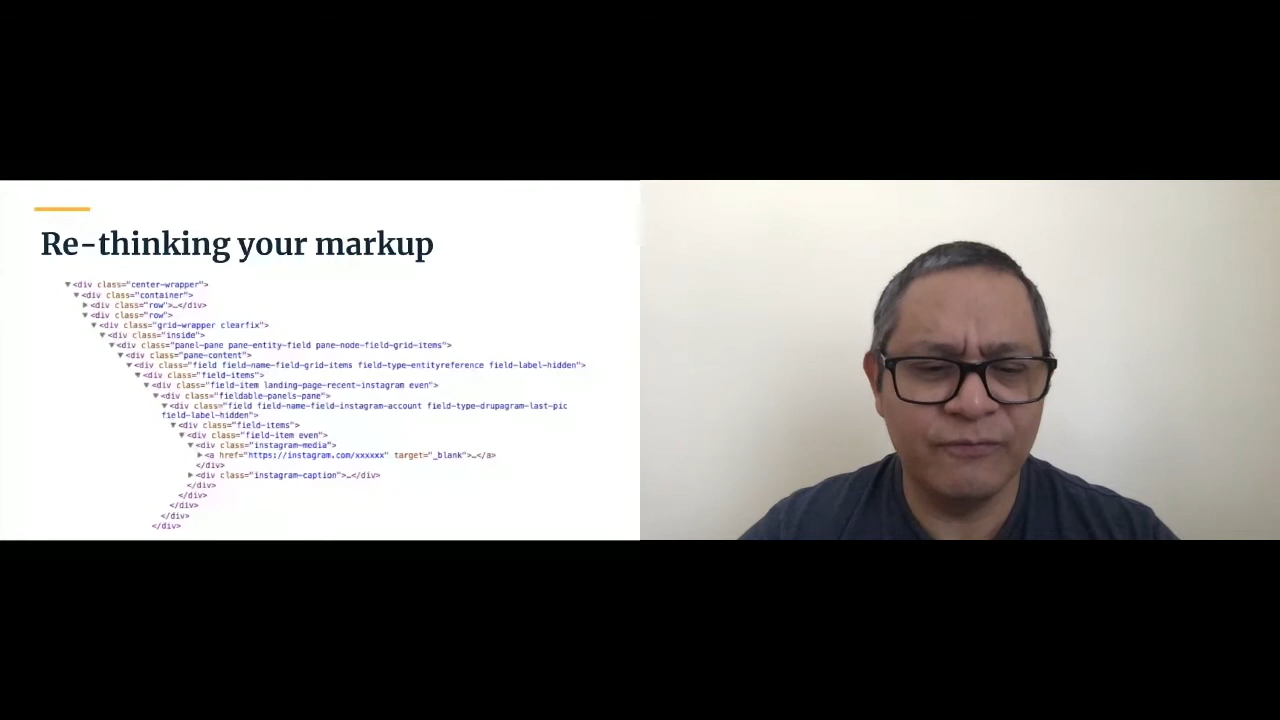 Re-thinking your markup
▼<div class="center-wrapper">
▼<div class="container">
▶<div class="row">…</div>
▼<div class="row">
▼<div class="grid-wrapper clearfix">
▼<div class="inside">
▼<div class="panel-pane pane-entity-field pane-node-field-grid-items">
▼<div class="pane-content">
▼<div class="field field-name-field-grid-items field-type-entityreference field-label-hidden">
▼<div class="field-items">
▼<div class="field-item landing-page-recent-instagram even">
▼<div class="fieldable-panels-pane">
▼<div class="field field-name-field-instagram-account field-type-drupagram-last-pic
field-label-hidden">
▼<div class="field-items">
▼<div class="field-item even">
▼<div class="instagram-media">
▶<a href="https://instagram.com/xxxxxx" target="_blank">…</a>
</div>
▶<div class="instagram-caption">…</div>
</div>
</div>
</div>
</div>
</div>